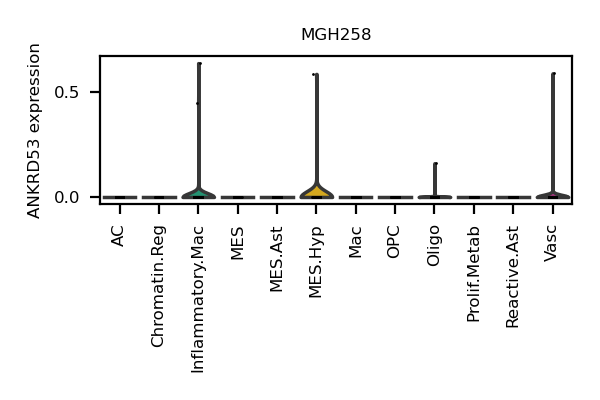 MGH258
ANKRD53 expression
0.5
0.0
AC
Chromatin.Reg
Inflammatory.Mac
MES
MES.Ast
MES.Hyp
Mac
OPC
Oligo
Prolif.Metab
Reactive.Ast
Vasc